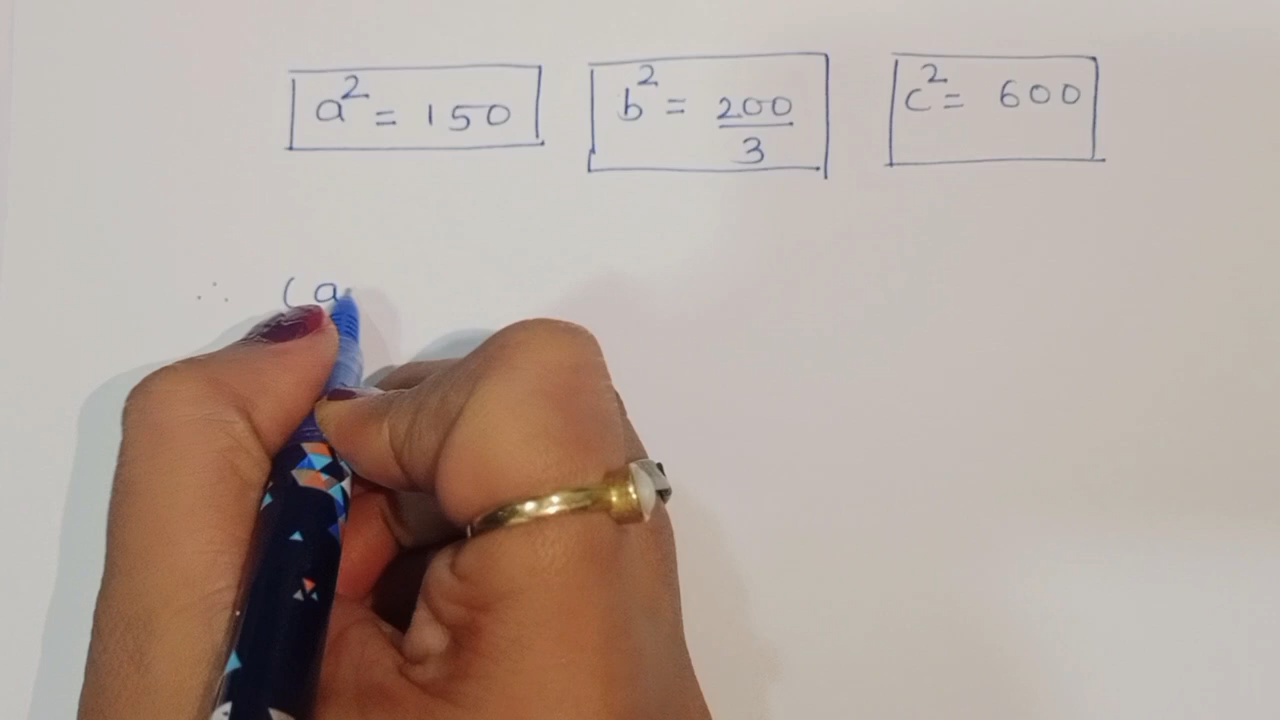 a² = 150 b² = 200/3 c² = 600
∴ (a